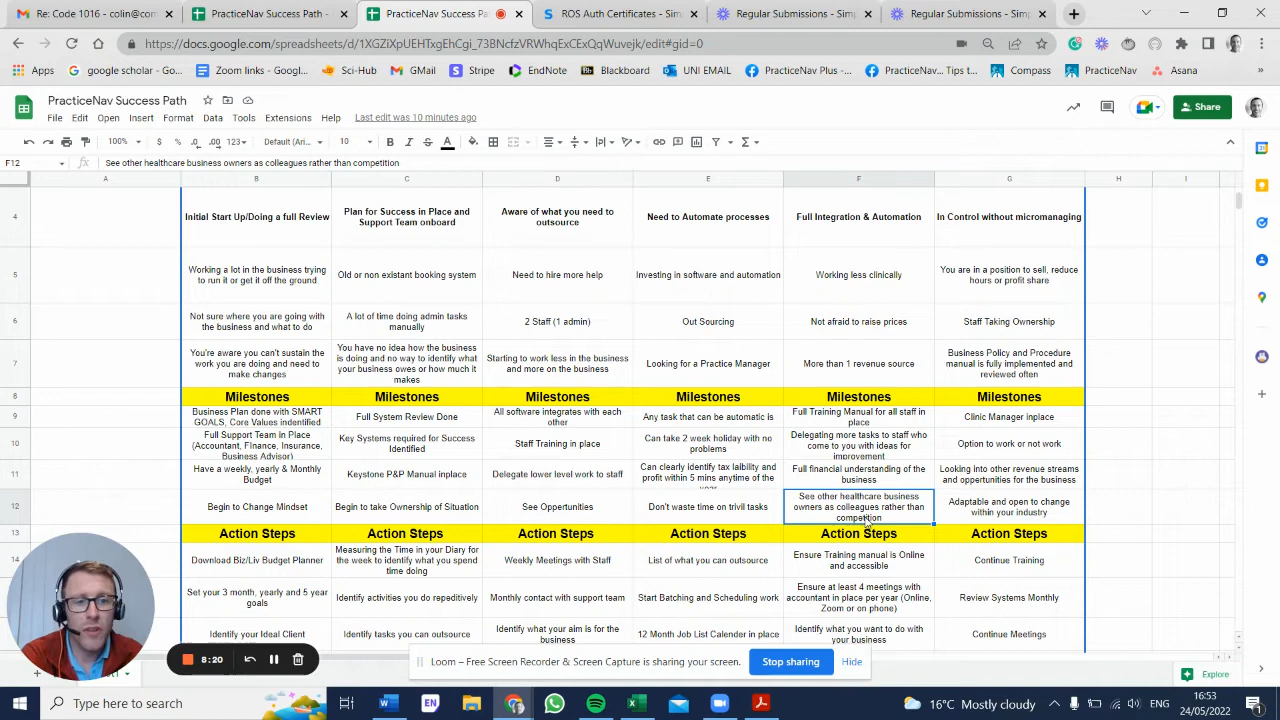 Re: Code 1610 - admin@
PracticeNav Success Path
PracticeNav Success Pa
ROS Auth Certificates - Sum
Regular Submissions - Simp
Regular Submissions - Simp
Apps
google scholar - Go...
Zoom links - Googl...
Sci-Hub
GMail
Stripe
EndNote
Blackboard
UNI EMAIL
PracticeNav Plus -...
PracticeNav Tips t...
Compass
PracticeNav
Asana
PracticeNav Success Path
File Edit View Insert Format Data Tools Extensions Help Last edit was 10 minutes ago
Share
100% $ % .0 .00 123 Default (Ari... 10 B I S A
F12 fx See other healthcare business owners as colleagues rather than competition
A B C D E F G H I
4
Initial Start Up/Doing a full Review
Plan for Success in Place and
Support Team onboard
Aware of what you need to
outsource
Need to Automate processes
Full Integration & Automation
In Control without micromanaging
5
Working a lot in the business trying
to run it or get it off the ground
Old or non existant booking system
Need to hire more help
Investing in software and automation
Working less clinically
You are in a position to sell, reduce
hours or profit share
6
Not sure where you are going with
the business and what to do
A lot of time doing admin tasks
manually
2 Staff (1 admin)
Out Sourcing
Not afraid to raise prices
Staff Taking Ownership
7
You're aware you can't sustain the
work you are doing and need to
make changes
You have no idea how the business
is doing and no way to identify what
your business owes or how much it
makes
Starting to work less in the business
and more on the business
Looking for a Practice Manager
More than 1 revenue source
Business Policy and Procedure
manual is fully implemented and
reviewed often
8
Milestones
Milestones
Milestones
Milestones
Milestones
Milestones
9
Business Plan done with SMART
GOALS, Core Values indentified
Full System Review Done
All software integrates with each
other
Any task that can be automatic is
Full Training Manual for all staff in
place
Clinic Manager inplace
10
Full Support Team in Place
(Accountant, FInance, Insurance,
Business Advisor)
Key Systems required for Success
Identified
Staff Training in place
Can take 2 week holiday with no
problems
Delegating more tasks to staff who
come to you with ideas for
improvement
Option to work or not work
11
Have a weekly, yearly & Monthly
Budget
Keystone P&P Manual inplace
Delegate lower level work to staff
Can clearly identify tax laibility and
profit within 5 mins anytime of the
year
Full financial understanding of the
business
Looking into other revenue streams
and opportunities for the business
12
Begin to Change Mindset
Begin to take Ownership of Situation
See Oppertunities
Don't waste time on trivial tasks
See other healthcare business
owners as colleagues rather than
competition
Adaptable and open to change
within your industry
13
Action Steps
Action Steps
Action Steps
Action Steps
Action Steps
Action Steps
14
Download Biz/Liv Budget Planner
Measuring the Time in your Diary for
the week to identify what you spend
time doing
Weekly Meetings with Staff
List of what you can outsource
Ensure Training manual is Online
and accessible
Continue Training
Set your 3 month, yearly and 5 year
goals
Identify activities you do repeditively
Monthly contact with support team
Start Batching and Scheduling work
Ensure at least 4 meetings with
accountant in place per year (Online,
Zoom or on phone)
Review Systems Monthly
Identify your Ideal Client
Identify tasks you can outsource
Identify what your aim is for the
business
12 Month Job List Calender in place
Identify what you want to do with
your business
Continue Meetings
8:20
Loom – Free Screen Recorder & Screen Capture is sharing your screen.
Stop sharing
Hide
Explore
Type here to search
EN
16°C Mostly cloudy
ENG
16:53
24/05/2022